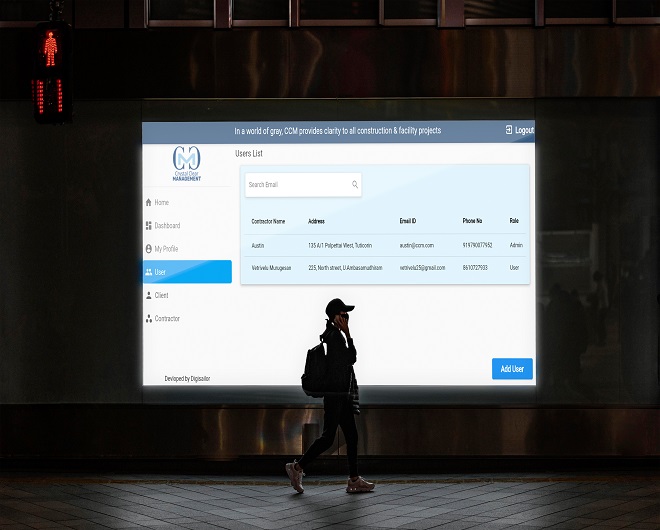 In a world of gray, CCM provides clarity to all construction & facility projects
Logout
CMC
Crystal Clear
MANAGEMENT
Users List
Search Email
Home
Dashboard
My Profile
User
Client
Contractor
Contractor Name Address Email ID Phone No Role
Austin 135 A/1 Polpettai West, Tuticorin austin@ccm.com 919790077952 Admin
Vetrivelu Murugesan 225, North street, U.Ambasamuthiram vetrivelu25@gmail.com 8610727933 User
Add User
Devloped by Digisailor